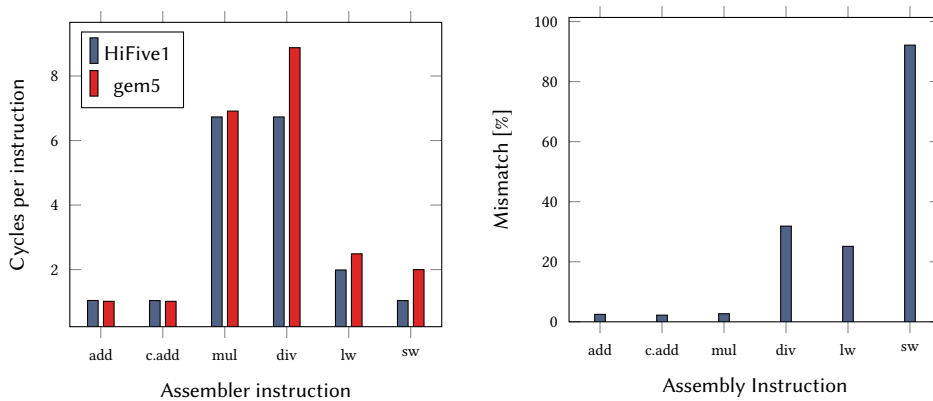 HiFive1
gem5
Cycles per instruction
8
6
4
2
add c.add mul div lw sw
Assembler instruction
Mismatch [%]
100
80
60
40
20
0
add c.add mul div lw sw
Assembly Instruction